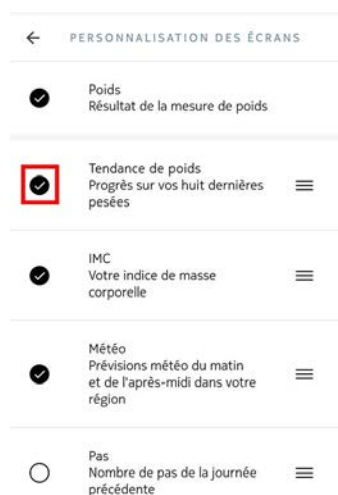 PERSONNALISATION DES ÉCRANS
Poids
Résultat de la mesure de poids
Tendance de poids
Progrès sur vos huit dernières
pesées
IMC
Votre indice de masse
corporelle
Météo
Prévisions météo du matin
et de l'après-midi dans votre
région
Pas
Nombre de pas de la journée
précédente